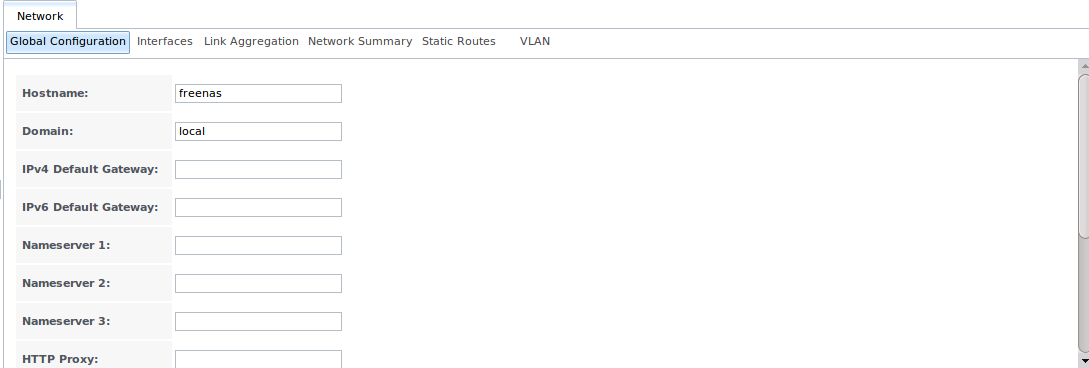 Network
Global Configuration Interfaces Link Aggregation Network Summary Static Routes VLAN
Hostname: freenas
Domain: local
IPv4 Default Gateway:
IPv6 Default Gateway:
Nameserver 1:
Nameserver 2:
Nameserver 3:
HTTP Proxy: